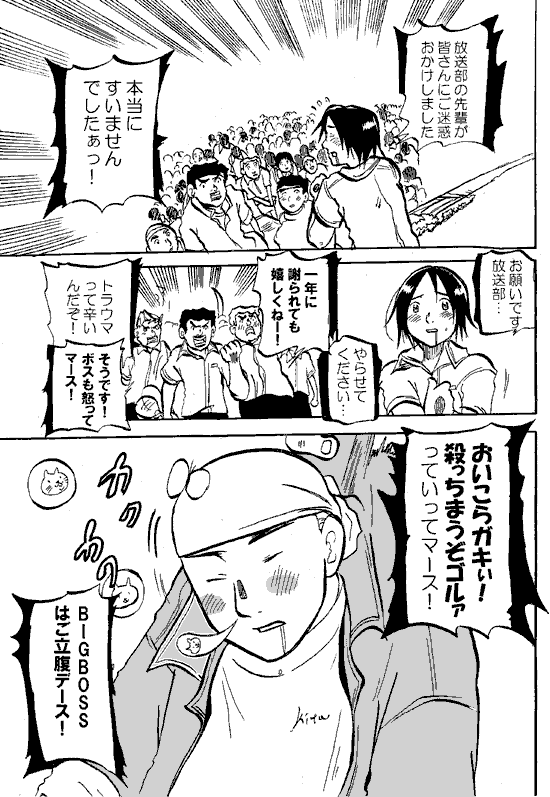 放送部の先輩が
皆さんにご迷惑
おかけしました
本当に
すいません
でしたぁっ!
お願いです
放送部…
やらせて
ください…
一年に
謝られても
嬉しくねー!
トラウマ
って辛い
んだぞ!
そうです!
ボスも怒って
マース!
おいこらガキぃ!
殺っちまうぞゴルァ
っていってマース!
カクカク
BIGBOSS
はご立腹デース!
Kita